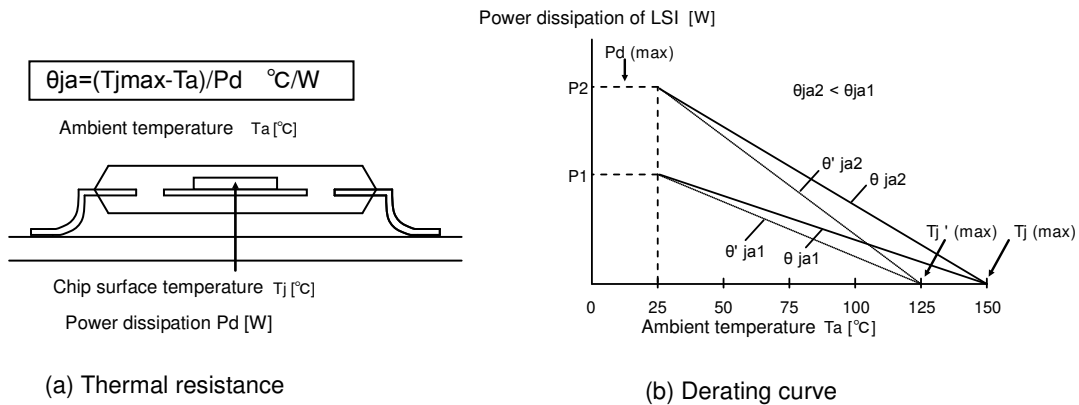 θja=(Tjmax-Ta)/Pd ℃/W
Ambient temperature Ta [℃]
Chip surface temperature Tj [℃]
Power dissipation Pd [W]
(a) Thermal resistance
Power dissipation of LSI [W]
Pd (max)
P2
θja2 < θja1
P1
θ' ja2
θ ja2
θ' ja1
θ ja1
Tj ' (max)
Tj (max)
0 25 50 75 100 125 150
Ambient temperature Ta [℃]
(b) Derating curve